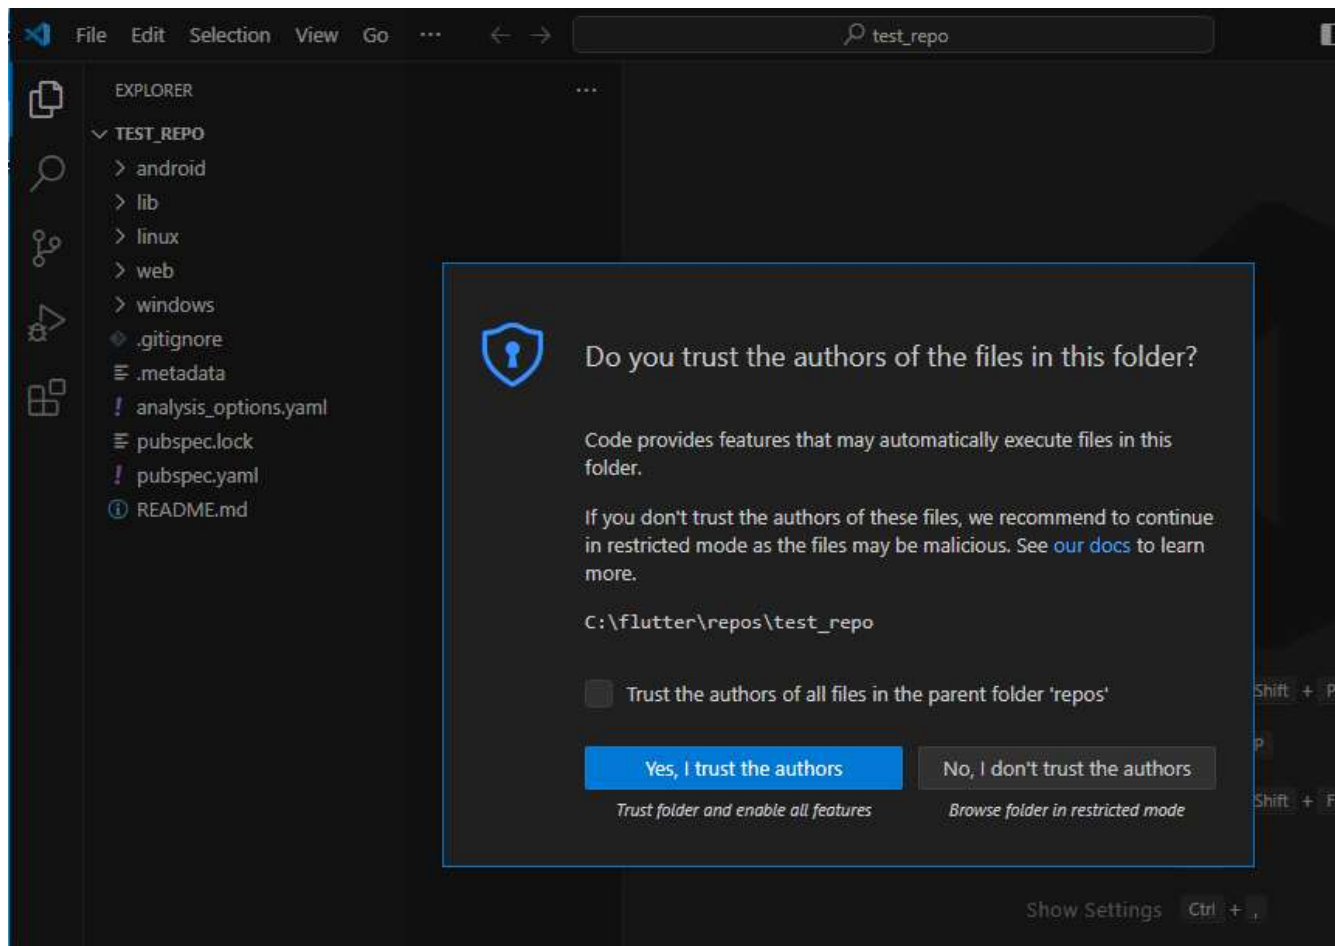 File Edit Selection View Go ··· test_repo
EXPLORER ···
TEST_REPO
android
lib
linux
web
windows
.gitignore
.metadata
! analysis_options.yaml
pubspec.lock
! pubspec.yaml
README.md
Do you trust the authors of the files in this folder?
Code provides features that may automatically execute files in this
folder.
If you don't trust the authors of these files, we recommend to continue
in restricted mode as the files may be malicious. See our docs to learn
more.
C:\flutter\repos\test_repo
Trust the authors of all files in the parent folder 'repos'
Yes, I trust the authors No, I don't trust the authors
Trust folder and enable all features Browse folder in restricted mode
Shift + P
P
Shift + F
Show Settings Ctrl + ,